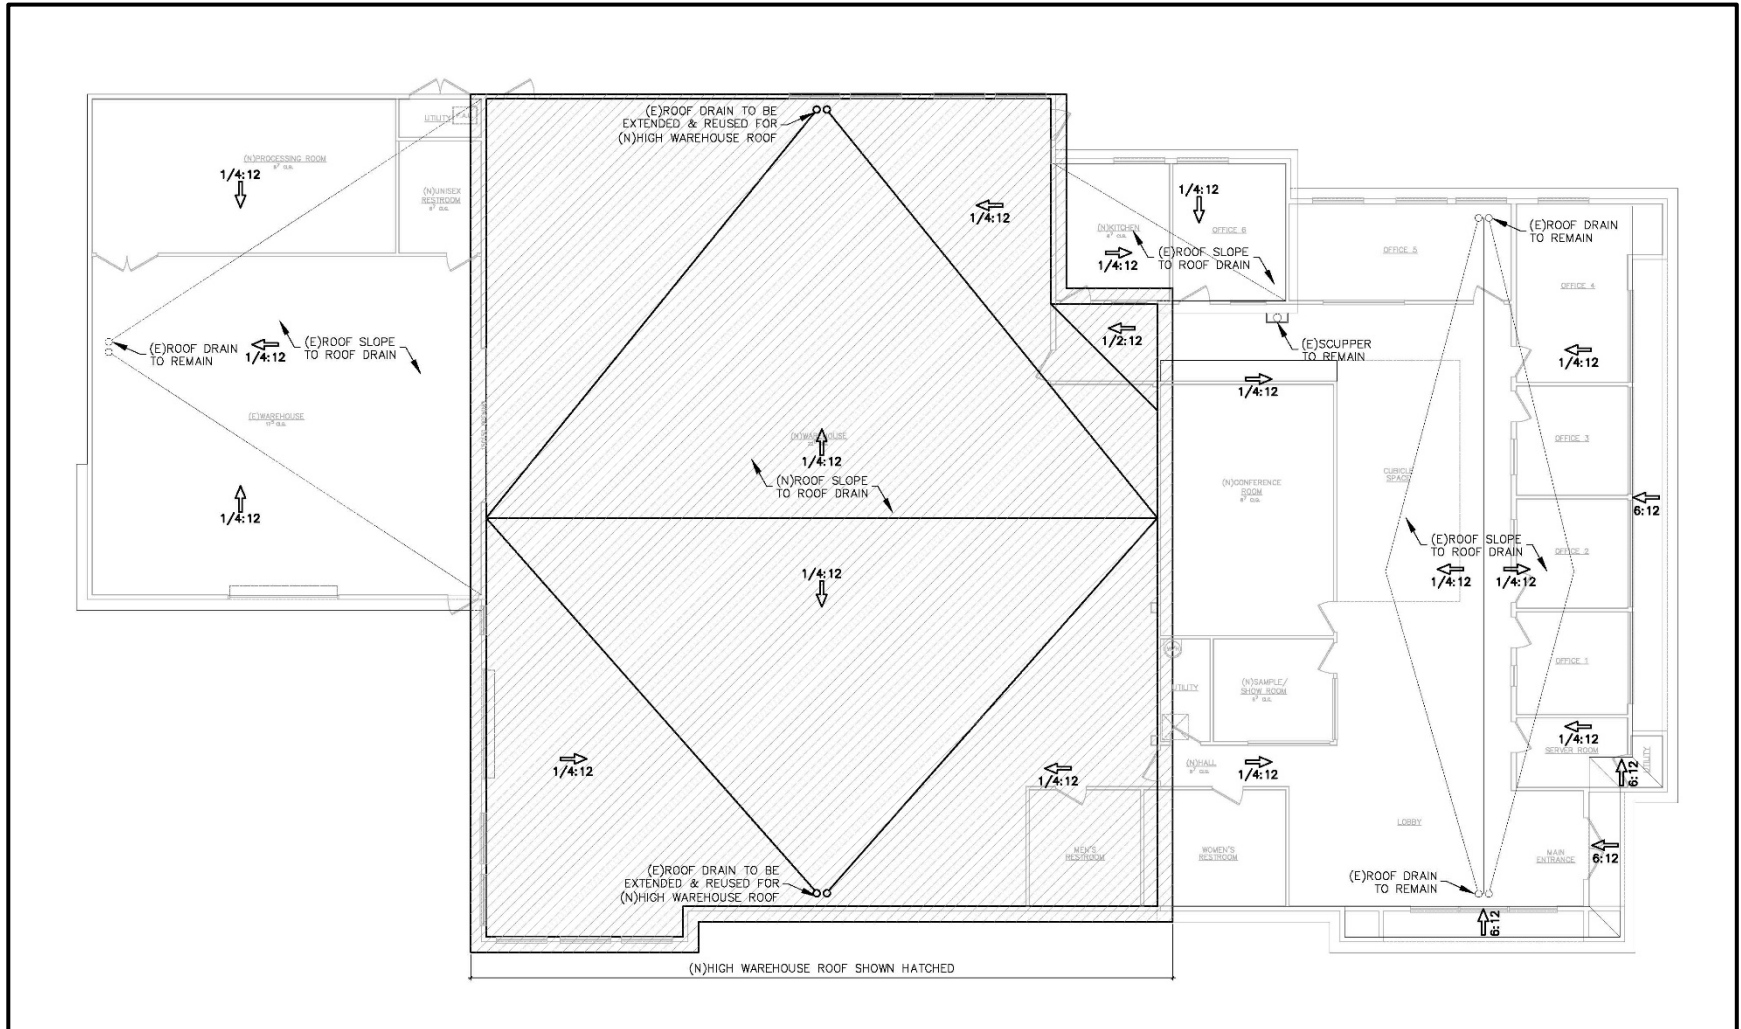 (E)ROOF DRAIN TO BE
EXTENDED & REUSED FOR
(N)HIGH WAREHOUSE ROOF
UTILITY
(N)PROCESSING ROOM
1/4:12
(N)UNISEX
RESTROOM
1/4:12
1/4:12
OFFICE 6
(N)KITCHEN
1/4:12
(E)ROOF SLOPE
TO ROOF DRAIN
(E)ROOF DRAIN
TO REMAIN
OFFICE 5
OFFICE 4
(E)ROOF DRAIN
TO REMAIN
1/4:12
(E)ROOF SLOPE
TO ROOF DRAIN
1/2:12
(E)SCUPPER
TO REMAIN
1/4:12
1/4:12
(E)WAREHOUSE
(N)WAREHOUSE
1/4:12
(N)ROOF SLOPE
TO ROOF DRAIN
OFFICE 3
CUBICLE
SPACE
(N)CONFERENCE
ROOM
1/4:12
6:12
(E)ROOF SLOPE
TO ROOF DRAIN
OFFICE 2
1/4:12
1/4:12
1/4:12
OFFICE 1
UTILITY
(N)SAMPLE/
SHOW ROOM
1/4:12
SERVER ROOM
UTILITY
1/4:12
1/4:12
(N)HALL
1/4:12
6:12
LOBBY
MEN'S
RESTROOM
WOMEN'S
RESTROOM
MAIN
ENTRANCE
6:12
(E)ROOF DRAIN TO BE
EXTENDED & REUSED FOR
(N)HIGH WAREHOUSE ROOF
(E)ROOF DRAIN
TO REMAIN
6:12
(N)HIGH WAREHOUSE ROOF SHOWN HATCHED